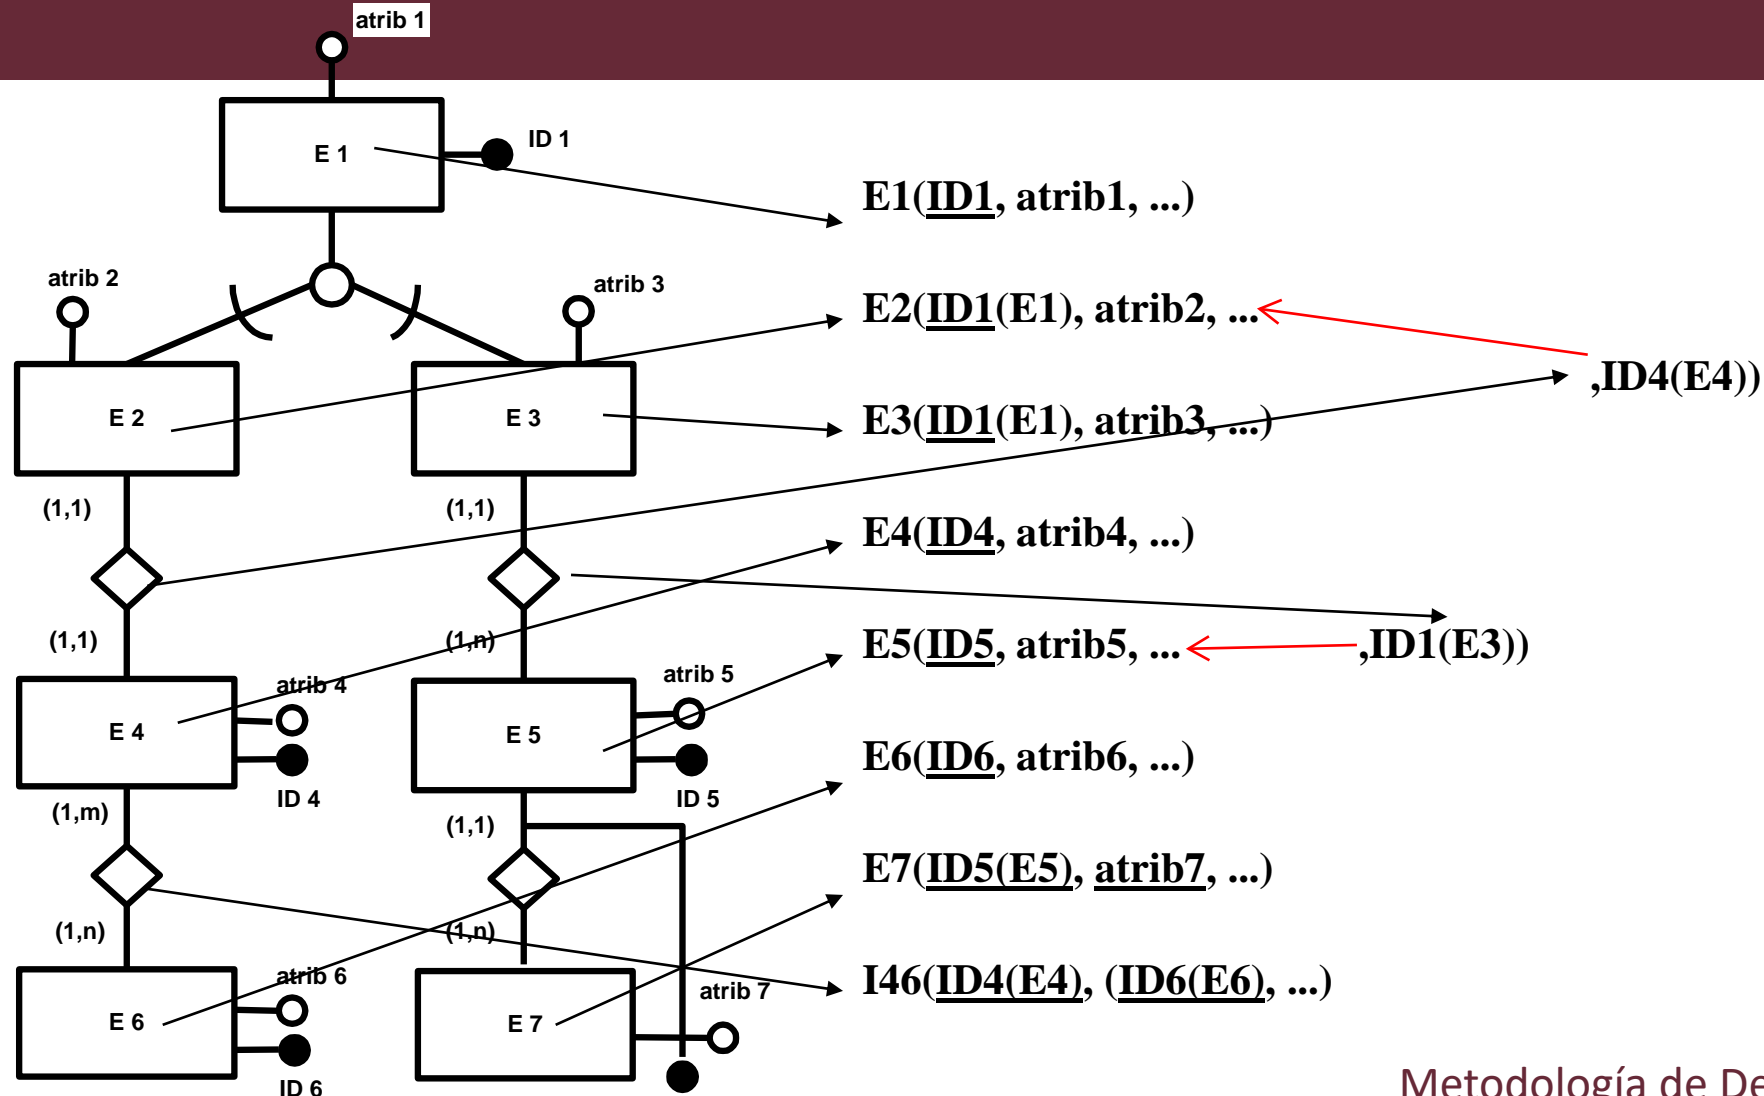 atrib 1
E 1
ID 1
E1(ID1, atrib1, ...)
atrib 2
atrib 3
E2(ID1(E1), atrib2, ...
,ID4(E4))
E 2
E 3
E3(ID1(E1), atrib3, ...)
(1,1)
(1,1)
E4(ID4, atrib4, ...)
(1,1)
(1,n)
E5(ID5, atrib5, ...
,ID1(E3))
atrib 4
atrib 5
E 4
E 5
E6(ID6, atrib6, ...)
ID 4
ID 5
(1,m)
(1,1)
E7(ID5(E5), atrib7, ...)
(1,n)
(1,n)
atrib 6
atrib 7
I46(ID4(E4), (ID6(E6), ...)
E 6
E 7
ID 6
Metodología de De